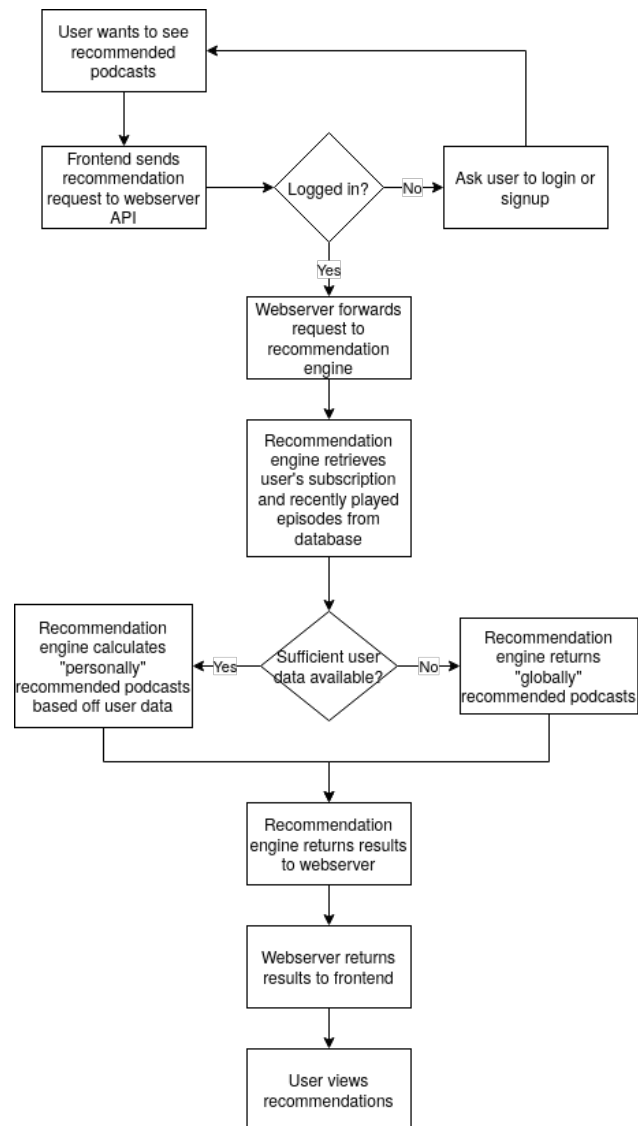 User wants to see
recommended
podcasts
Frontend sends
recommendation
request to webserver
API
Logged in?
No
Ask user to login or
signup
Yes
Webserver forwards
request to
recommendation
engine
Recommendation
engine retrieves
user's subscription
and recently played
episodes from
database
Recommendation
engine calculates
"personally"
recommended podcasts
based off user data
Yes
Sufficient user
data available?
No
Recommendation
engine returns
"globally"
recommended podcasts
Recommendation
engine returns results
to webserver
Webserver returns
results to frontend
User views
recommendations